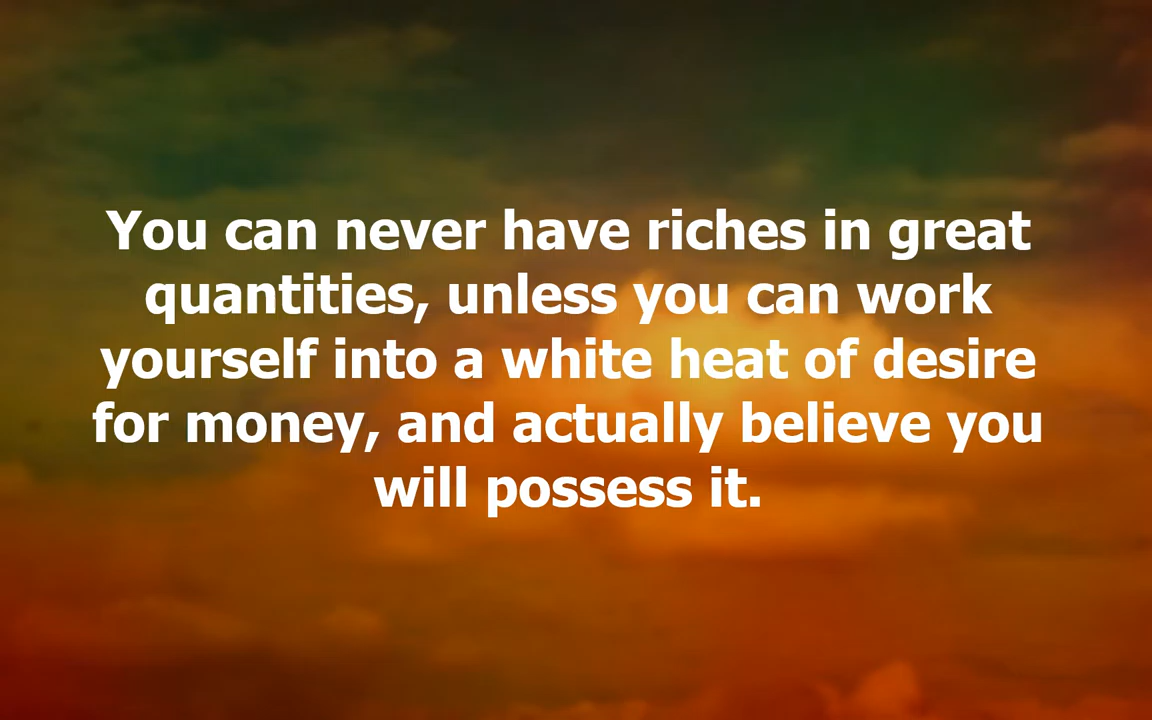 You can never have riches in great
quantities, unless you can work
yourself into a white heat of desire
for money, and actually believe you
will possess it.